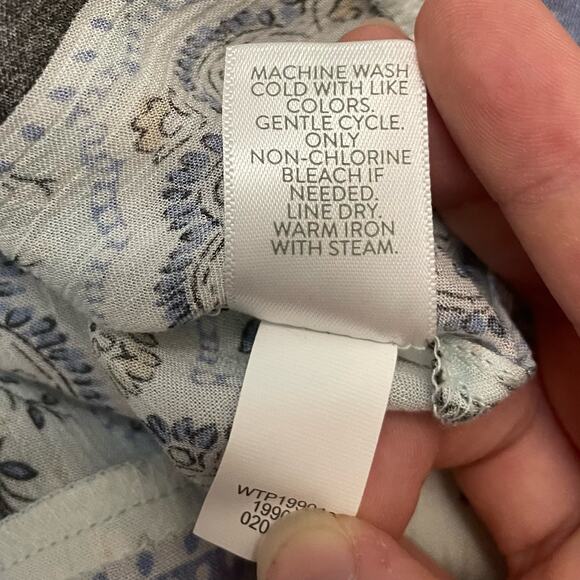 MACHINE WASH
COLD WITH LIKE
COLORS.
GENTLE CYCLE.
ONLY
NON-CHLORINE
BLEACH IF
NEEDED.
LINE DRY.
WARM IRON
WITH STEAM.
020